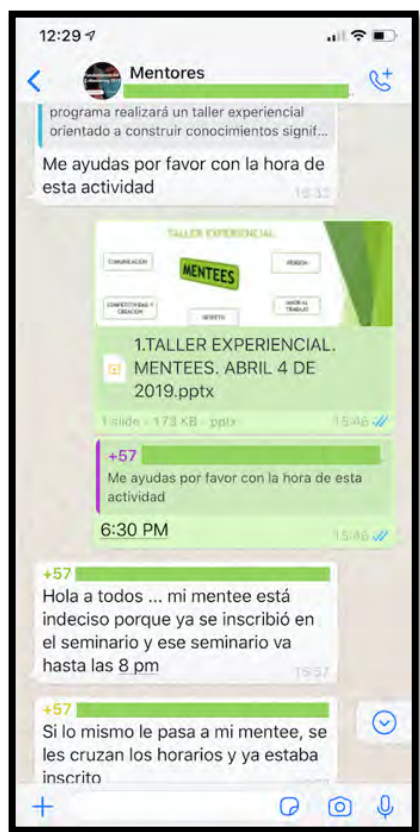 12:29
Mentores
programa realizará un taller experiencial
orientado a construir conocimientos signif...
Me ayudas por favor con la hora de
esta actividad
TALLER EXPERIENCIAL
COMUNICACIÓN
MENTEES
COMPETITIVIDAD Y
CREACIÓN
RESPETO
AMOR AL
TRABAJO
1.TALLER EXPERIENCIAL.
MENTEES. ABRIL 4 DE
2019.pptx
1 slide · 173 KB · pptx
15:46
+57
Me ayudas por favor con la hora de esta
actividad
6:30 PM
15:46
+57
Hola a todos ... mi mentee está
indeciso porque ya se inscribió en
el seminario y ese seminario va
hasta las 8 pm
15:57
+57
Si lo mismo le pasa a mi mentee, se
les cruzan los horarios y ya estaba
inscrito